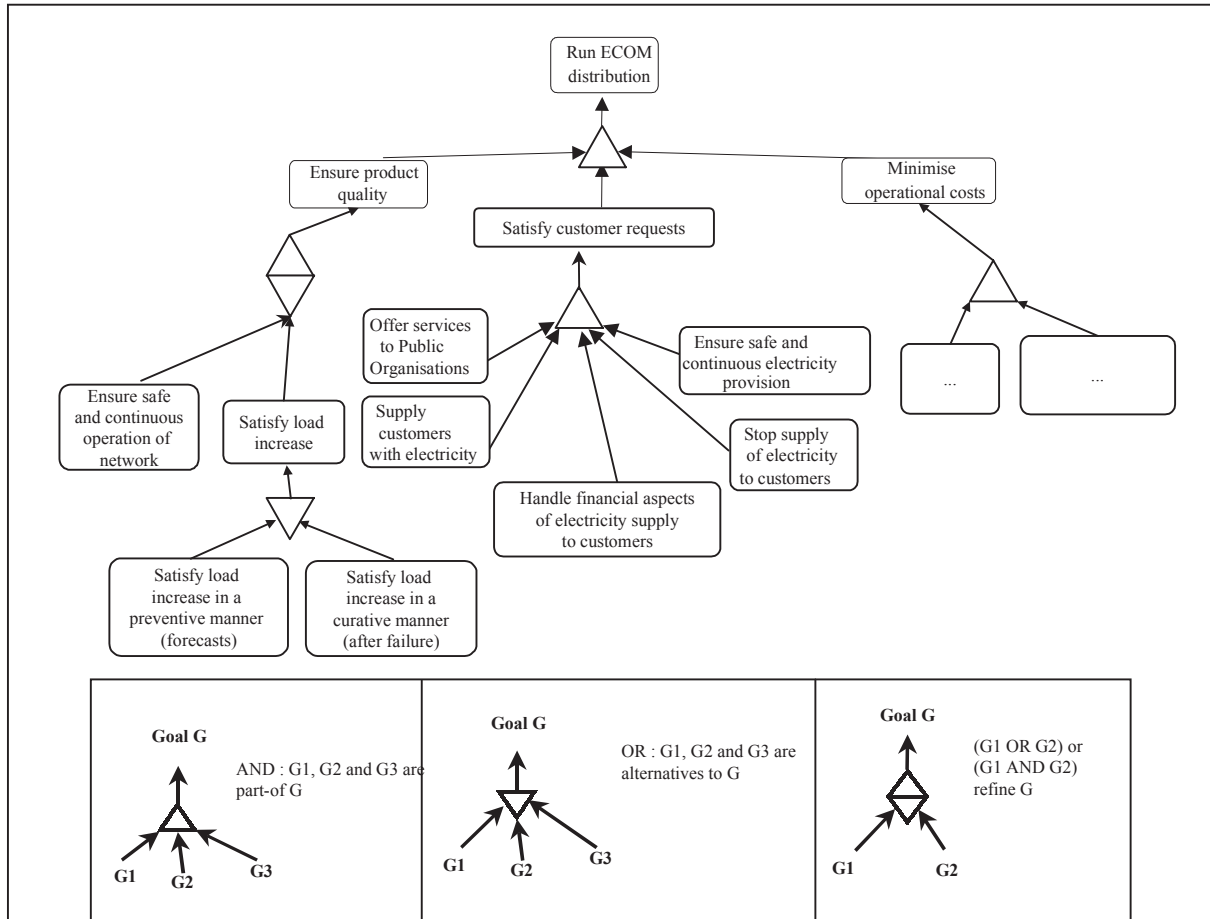 Run ECOM
distribution
Ensure product
quality
Minimise
operational costs
Satisfy customer requests
Offer services
to Public
Organisations
Ensure safe and
continuous electricity
provision
...
...
Ensure safe
and continuous
operation of
network
Satisfy load
increase
Supply
customers
with electricity
Stop supply
of electricity
to customers
Handle financial aspects
of electricity supply
to customers
Satisfy load
increase in a
preventive manner
(forecasts)
Satisfy load
increase in a
curative manner
(after failure)
Goal G
AND : G1, G2 and G3 are
part-of G
G1
G2
G3
Goal G
OR : G1, G2 and G3 are
alternatives to G
G1
G2
G3
Goal G
(G1 OR G2) or
(G1 AND G2)
refine G
G1
G2